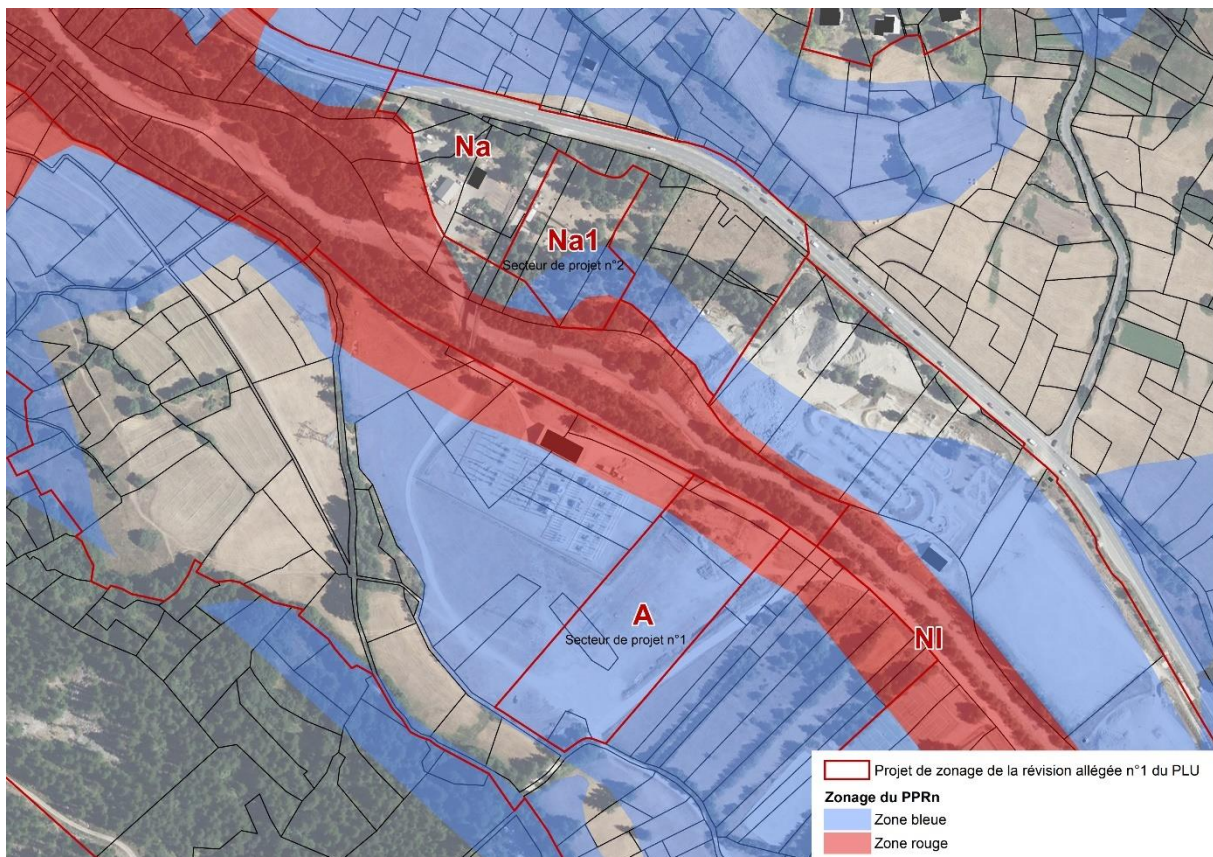 Na
Na1
Secteur de projet n°2
A
Secteur de projet n°1
Nl
Projet de zonage de la révision allégée n°1 du PLU
Zonage du PPRn
Zone bleue
Zone rouge